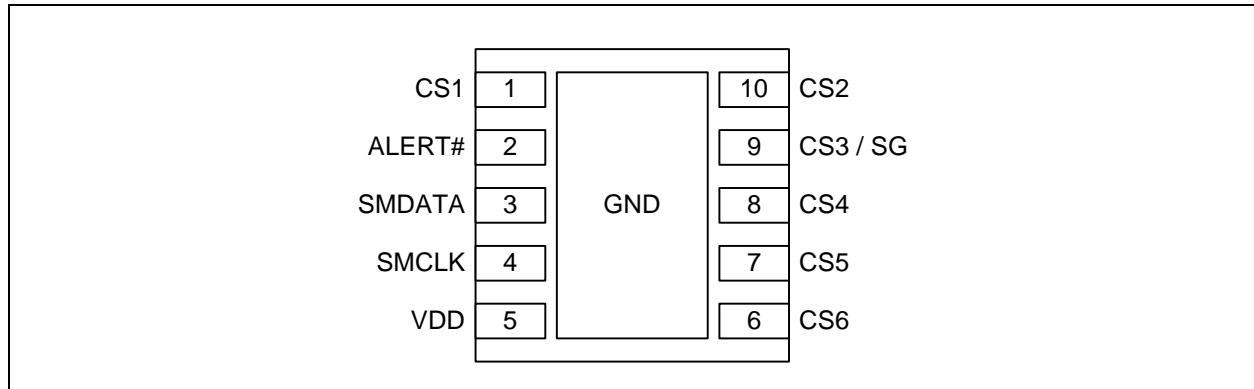 CS1 1 10 CS2
ALERT# 2 9 CS3 / SG
SMDATA 3 GND 8 CS4
SMCLK 4 7 CS5
VDD 5 6 CS6